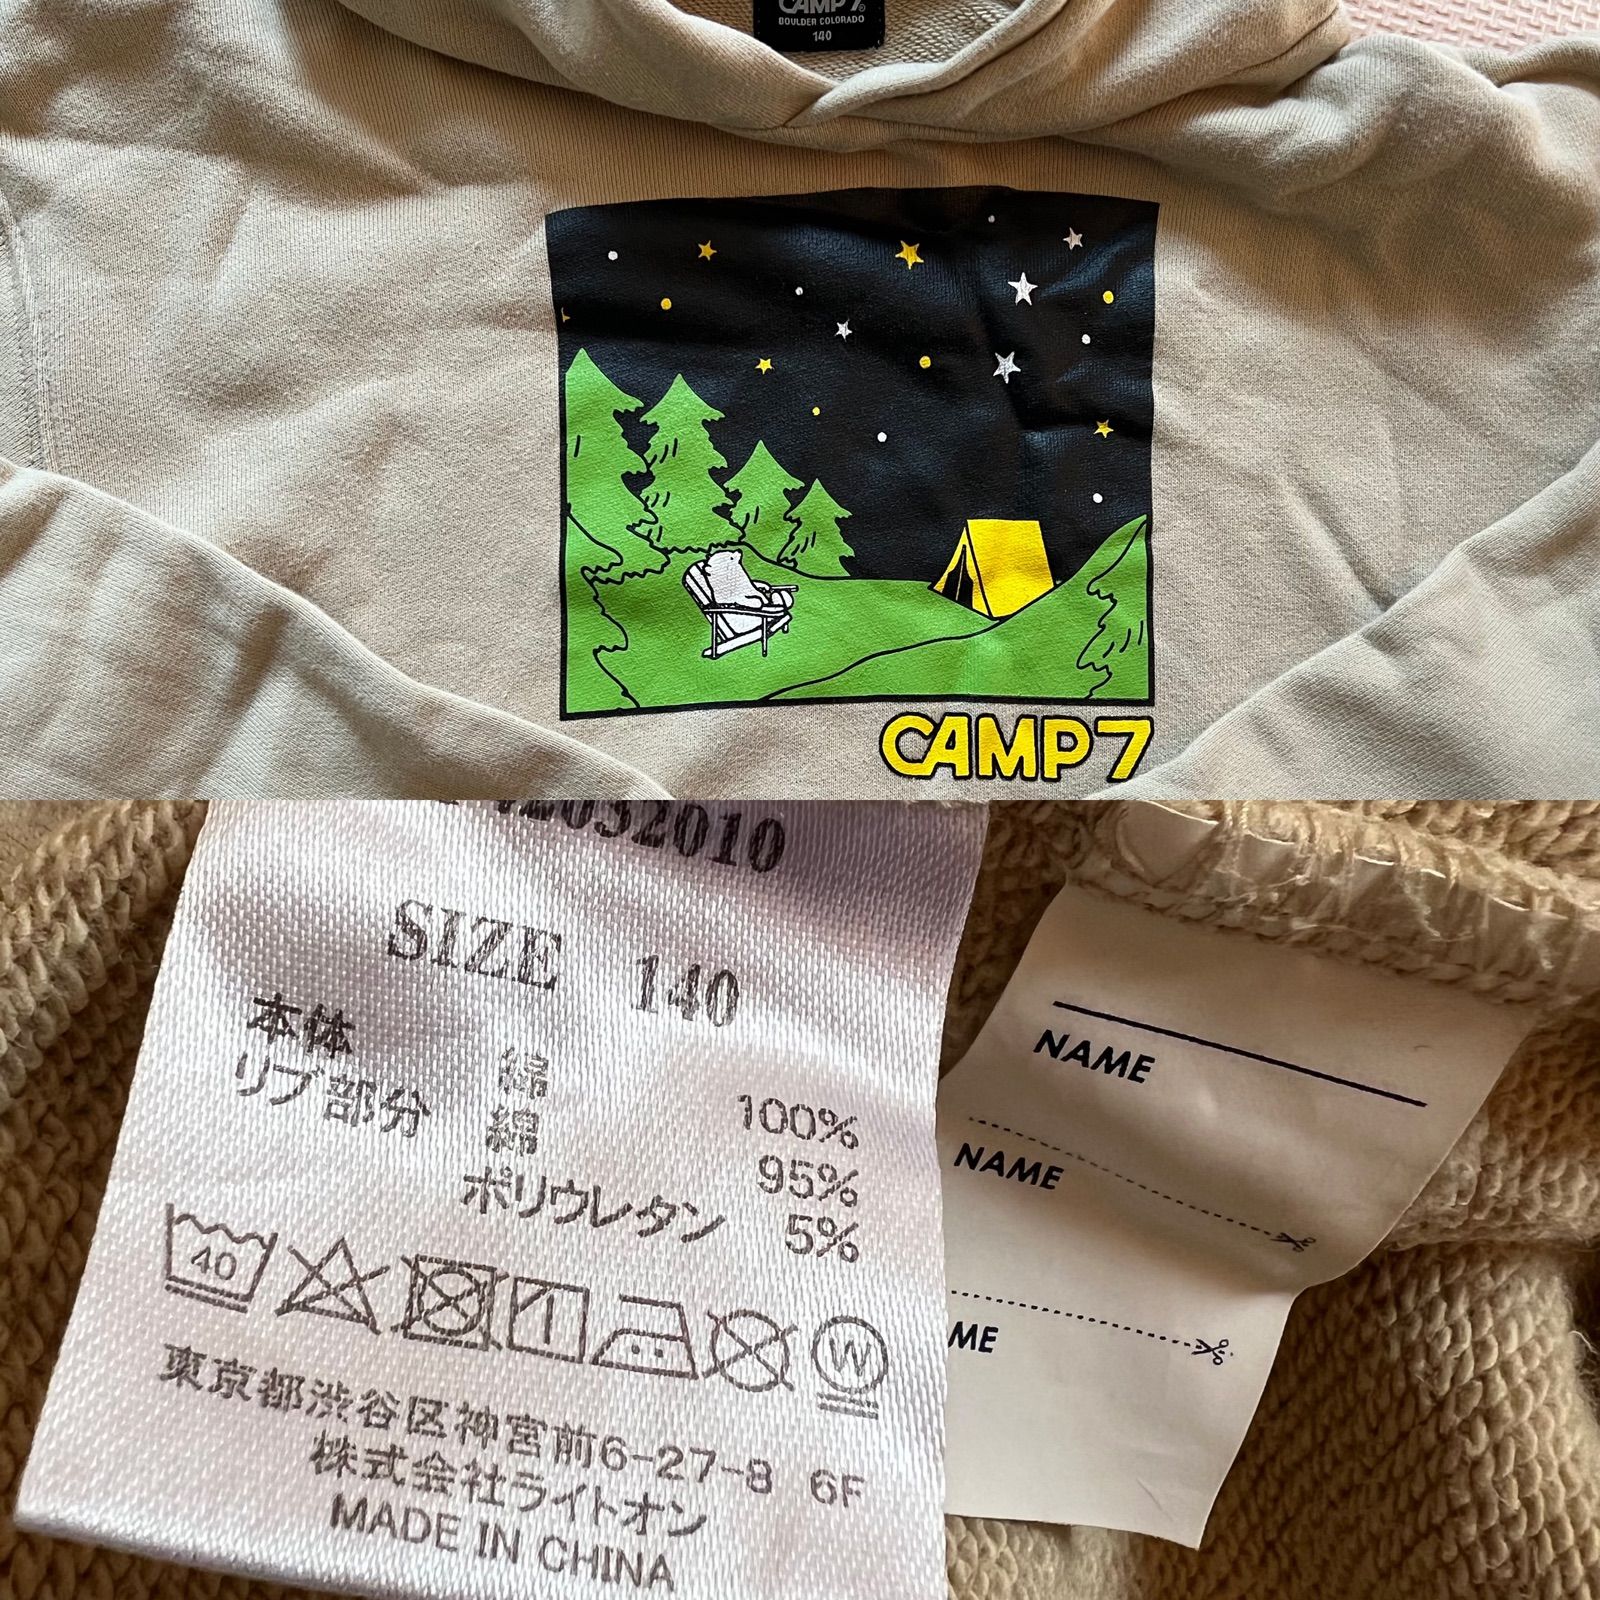 CAMP7®
BOULDER COLORADO
140
CAMP7
SIZE 140
本体 綿 100%
リブ部分 綿 95%
ポリウレタン 5%
40
W
東京都渋谷区神宮前6-27-8 6F
株式会社ライトオン
MADE IN CHINA
NAME
NAME
ME